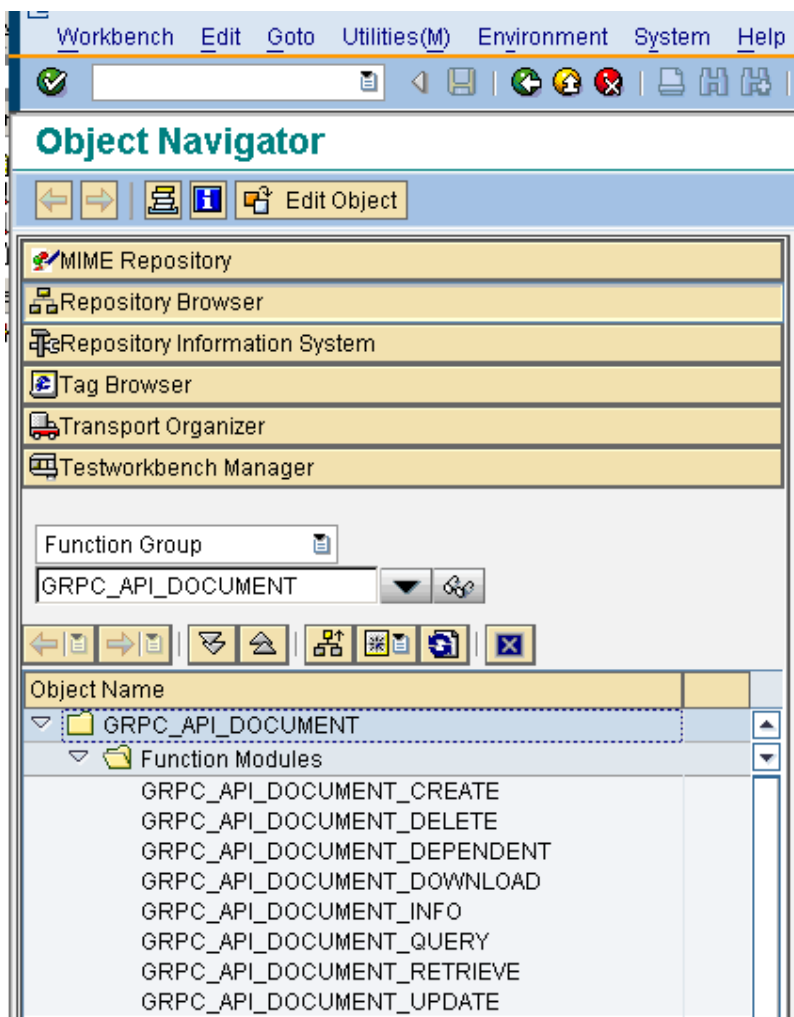 Workbench Edit Goto Utilities(M) Environment System Help
Object Navigator
Edit Object
MIME Repository
Repository Browser
Repository Information System
Tag Browser
Transport Organizer
Testworkbench Manager
Function Group
GRPC_API_DOCUMENT
Object Name
GRPC_API_DOCUMENT
Function Modules
GRPC_API_DOCUMENT_CREATE
GRPC_API_DOCUMENT_DELETE
GRPC_API_DOCUMENT_DEPENDENT
GRPC_API_DOCUMENT_DOWNLOAD
GRPC_API_DOCUMENT_INFO
GRPC_API_DOCUMENT_QUERY
GRPC_API_DOCUMENT_RETRIEVE
GRPC_API_DOCUMENT_UPDATE